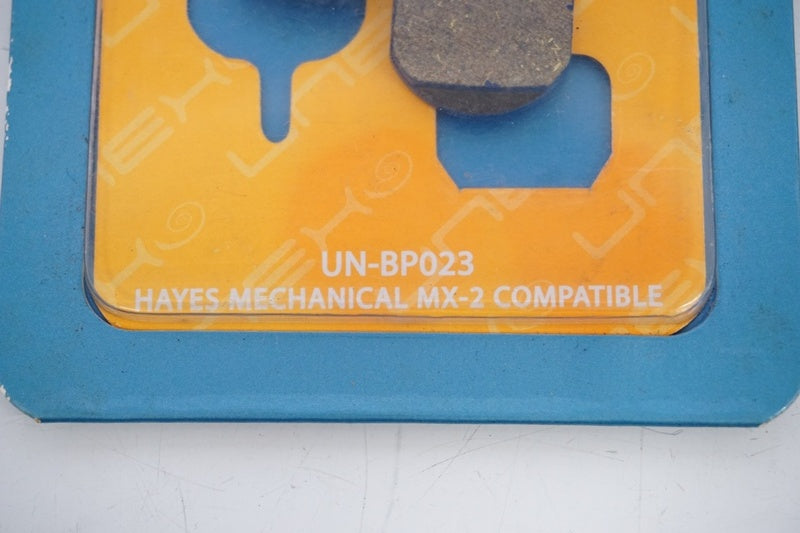 UN-BP023
HAYES MECHANICAL MX-2 COMPATIBLE